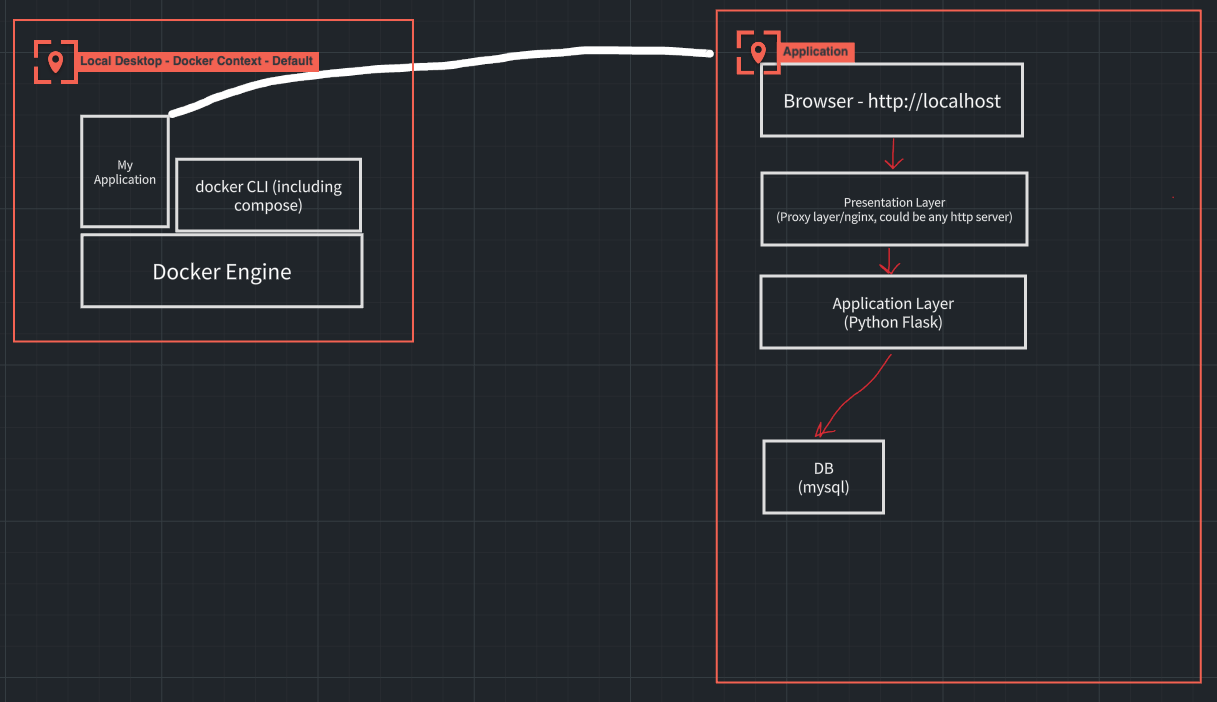 Local Desktop - Docker Context - Default
My
Application
docker CLI (including
compose)
Docker Engine
Application
Browser - http://localhost
Presentation Layer
(Proxy layer/nginx, could be any http server)
Application Layer
(Python Flask)
DB
(mysql)